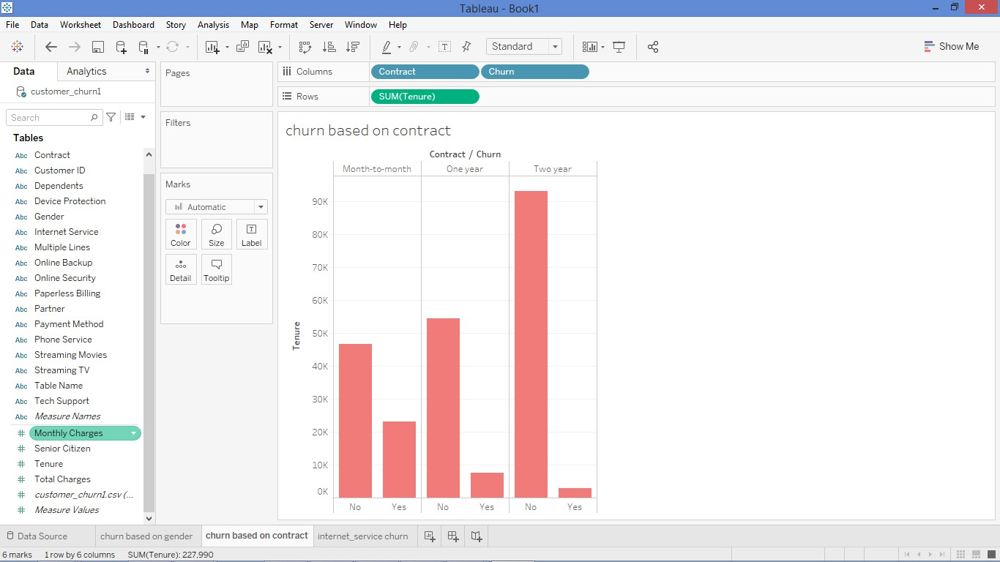 Tableau - Book1
File Data Worksheet Dashboard Story Analysis Map Format Server Window Help
Standard
Show Me
Data Analytics
customer_churn1
Search
Tables
Abc Contract
Abc Customer ID
Abc Dependents
Abc Device Protection
Abc Gender
Abc Internet Service
Abc Multiple Lines
Abc Online Backup
Abc Online Security
Abc Paperless Billing
Abc Partner
Abc Payment Method
Abc Phone Service
Abc Streaming Movies
Abc Streaming TV
Abc Table Name
Abc Tech Support
Abc Measure Names
# Monthly Charges
# Senior Citizen
# Tenure
# Total Charges
# customer_churn1.csv (...
# Measure Values
Pages
Filters
Marks
Automatic
Color Size Label
Detail Tooltip
Columns Contract Churn
Rows SUM(Tenure)
churn based on contract
Contract / Churn
Month-to-month One year Two year
90K
80K
70K
60K
50K
40K
30K
20K
10K
0K
Tenure
No Yes No Yes No Yes
Data Source churn based on gender churn based on contract internet_service churn
6 marks 1 row by 6 columns SUM(Tenure): 227,990